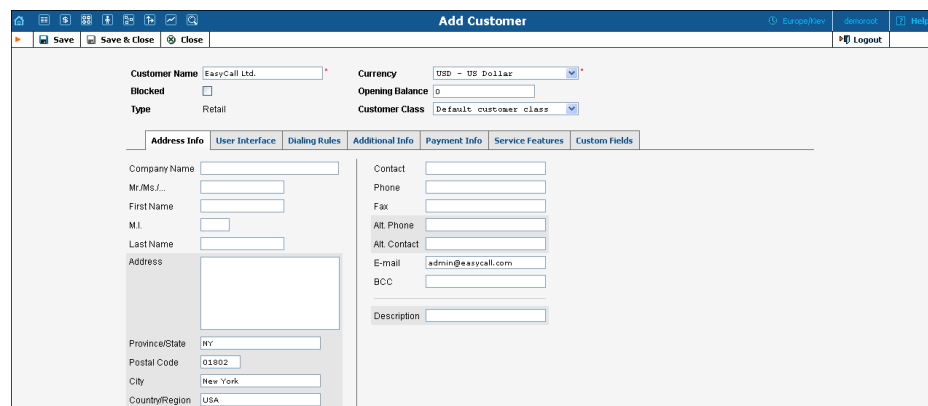 Add Customer
Europe/Kiev demoroot Help
Save Save & Close Close Logout
Customer Name EasyCall Ltd. * Currency USD - US Dollar *
Blocked Opening Balance 0
Type Retail Customer Class Default customer class
Address Info User Interface Dialing Rules Additional Info Payment Info Service Features Custom Fields
Company Name Contact
Mr./Ms./... Phone
First Name Fax
M.I. Alt. Phone
Last Name Alt. Contact
Address E-mail admin@easycall.com
BCC
Description
Province/State NY
Postal Code 01802
City New York
Country/Region USA